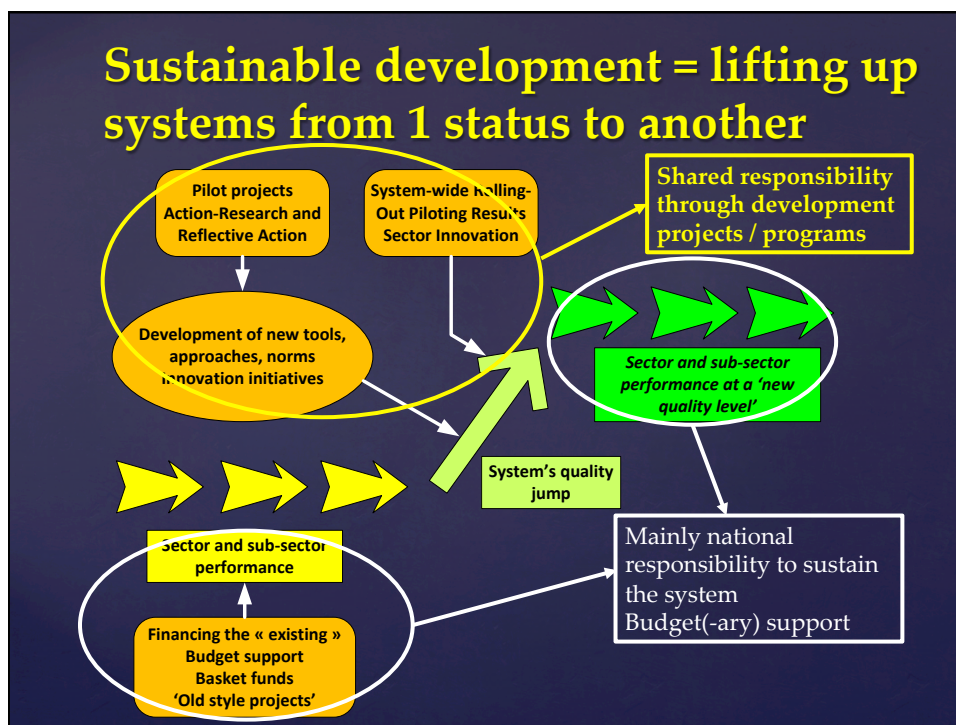 Sustainable development = lifting up
systems from 1 status to another
Pilot projects
Action-Research and
Reflective Action
System-wide Rolling-
Out Piloting Results
Sector Innovation
Shared responsibility
through development
projects / programs
Development of new tools,
approaches, norms
innovation initiatives
Sector and sub-sector
performance at a ‘new
quality level’
System’s quality
jump
Sector and sub-sector
performance
Mainly national
responsibility to sustain
the system
Budget(-ary) support
Financing the « existing »
Budget support
Basket funds
‘Old style projects’